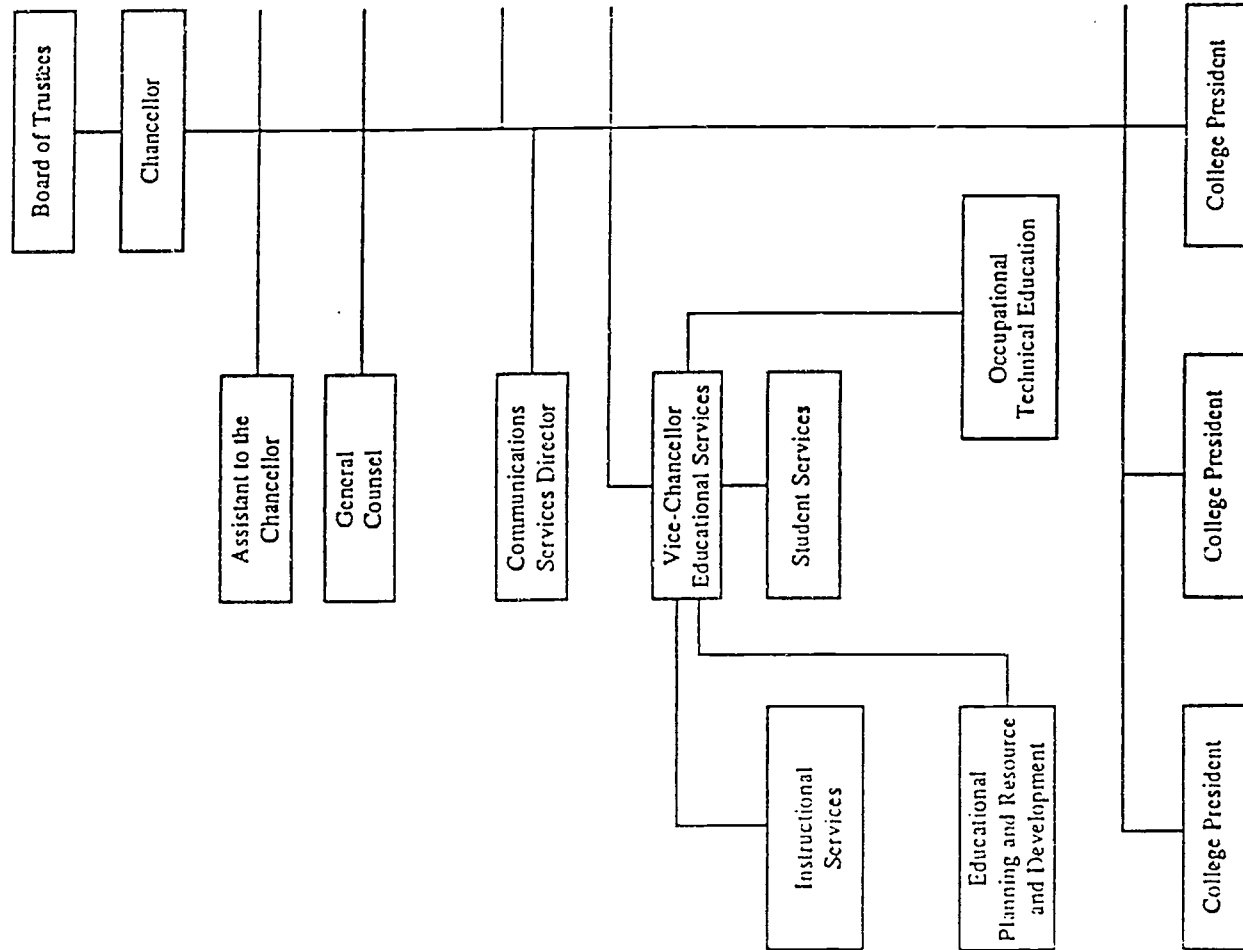 Board of Trustees
Chancellor
Assistant to the
Chancellor
General
Counsel
Communications
Services Director
Vice-Chancellor
Educational Services
Instructional
Services
Student Services
Educational
Planning and Resource
and Development
Occupational
Technical Education
College President
College President
College President